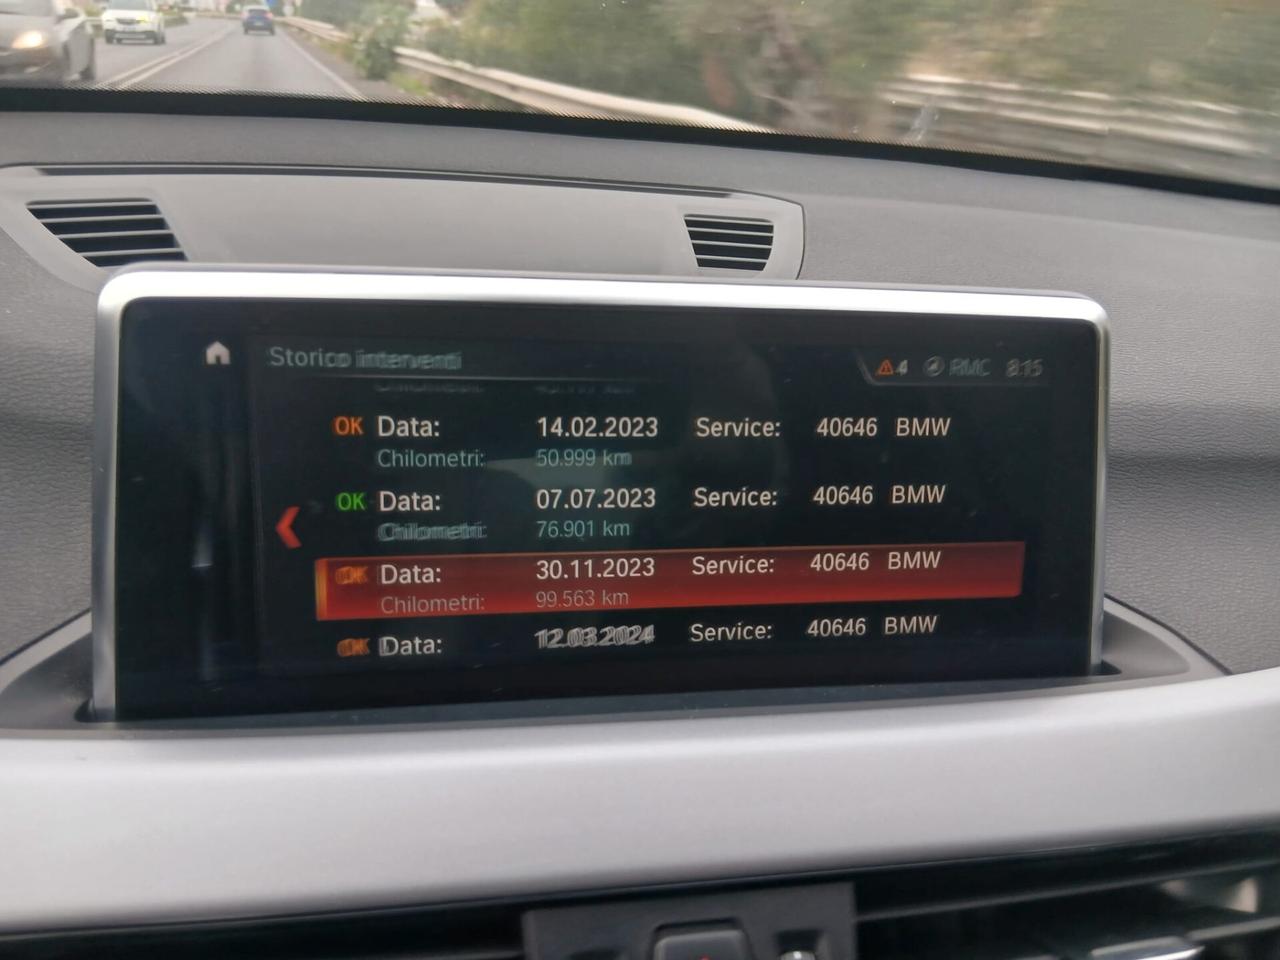 Storico interventi 4 RMC 8:15
OK Data: 14.02.2023 Service: 40646 BMW
Chilometri: 50.999 km
OK Data: 07.07.2023 Service: 40646 BMW
Chilometri: 76.901 km
OK Data: 30.11.2023 Service: 40646 BMW
Chilometri: 99.563 km
OK Data: 12.03.2024 Service: 40646 BMW